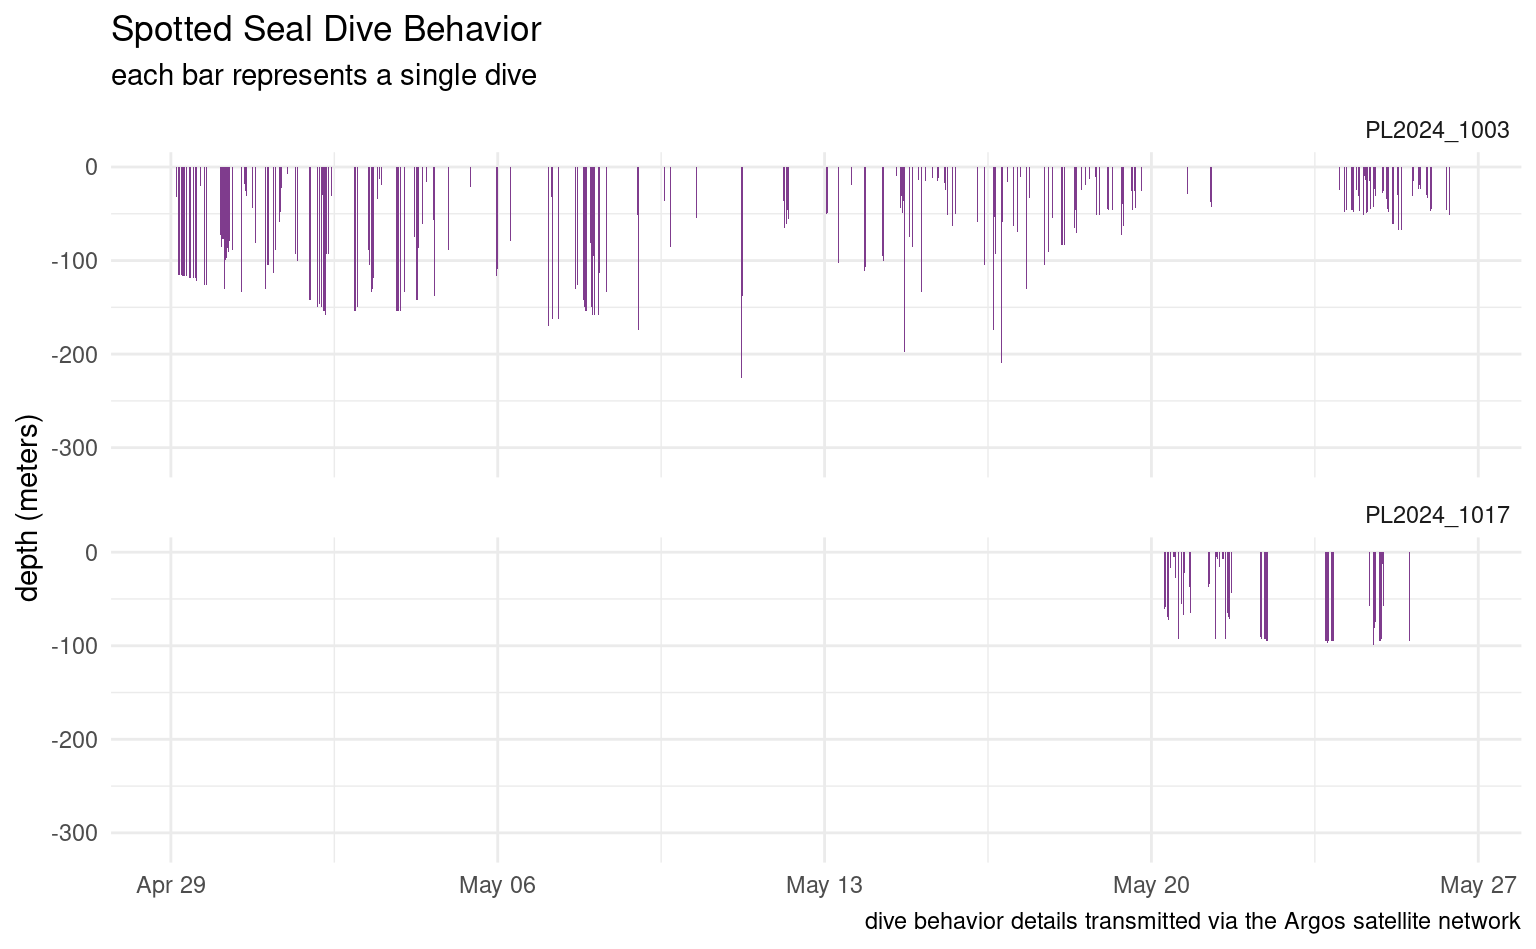 Spotted Seal Dive Behavior
each bar represents a single dive
PL2024_1003
0
-100
-200
-300
depth (meters)
PL2024_1017
0
-100
-200
-300
Apr 29
May 06
May 13
May 20
May 27
dive behavior details transmitted via the Argos satellite network